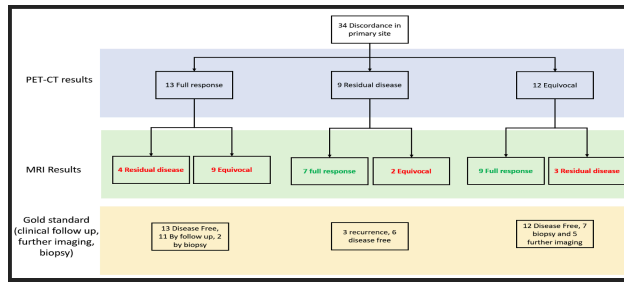 34 Discordance in
primary site
PET-CT results
13 Full response
9 Residual disease
12 Equivocal
MRI Results
4 Residual disease
9 Equivocal
7 full response
2 Equivocal
9 Full response
3 Residual disease
Gold standard
(clinical follow up,
further imaging,
biopsy)
13 Disease Free,
11 By follow up, 2
by biopsy
3 recurrence, 6
disease free
12 Disease Free, 7
biopsy and 5
further imaging